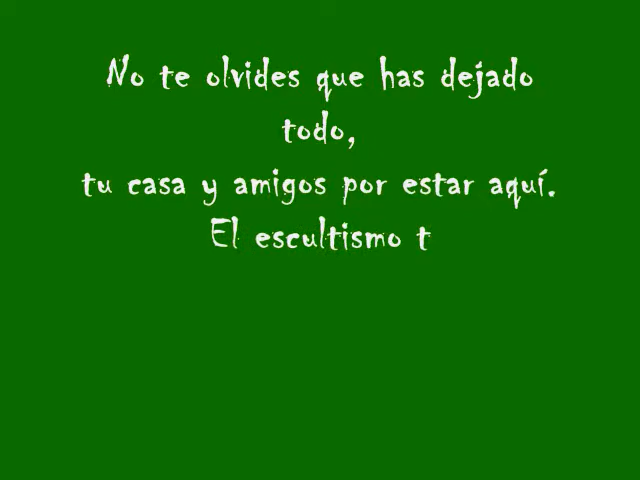 No te olvides que has dejado
todo,
tu casa y amigos por estar aquí.
El escultismo t